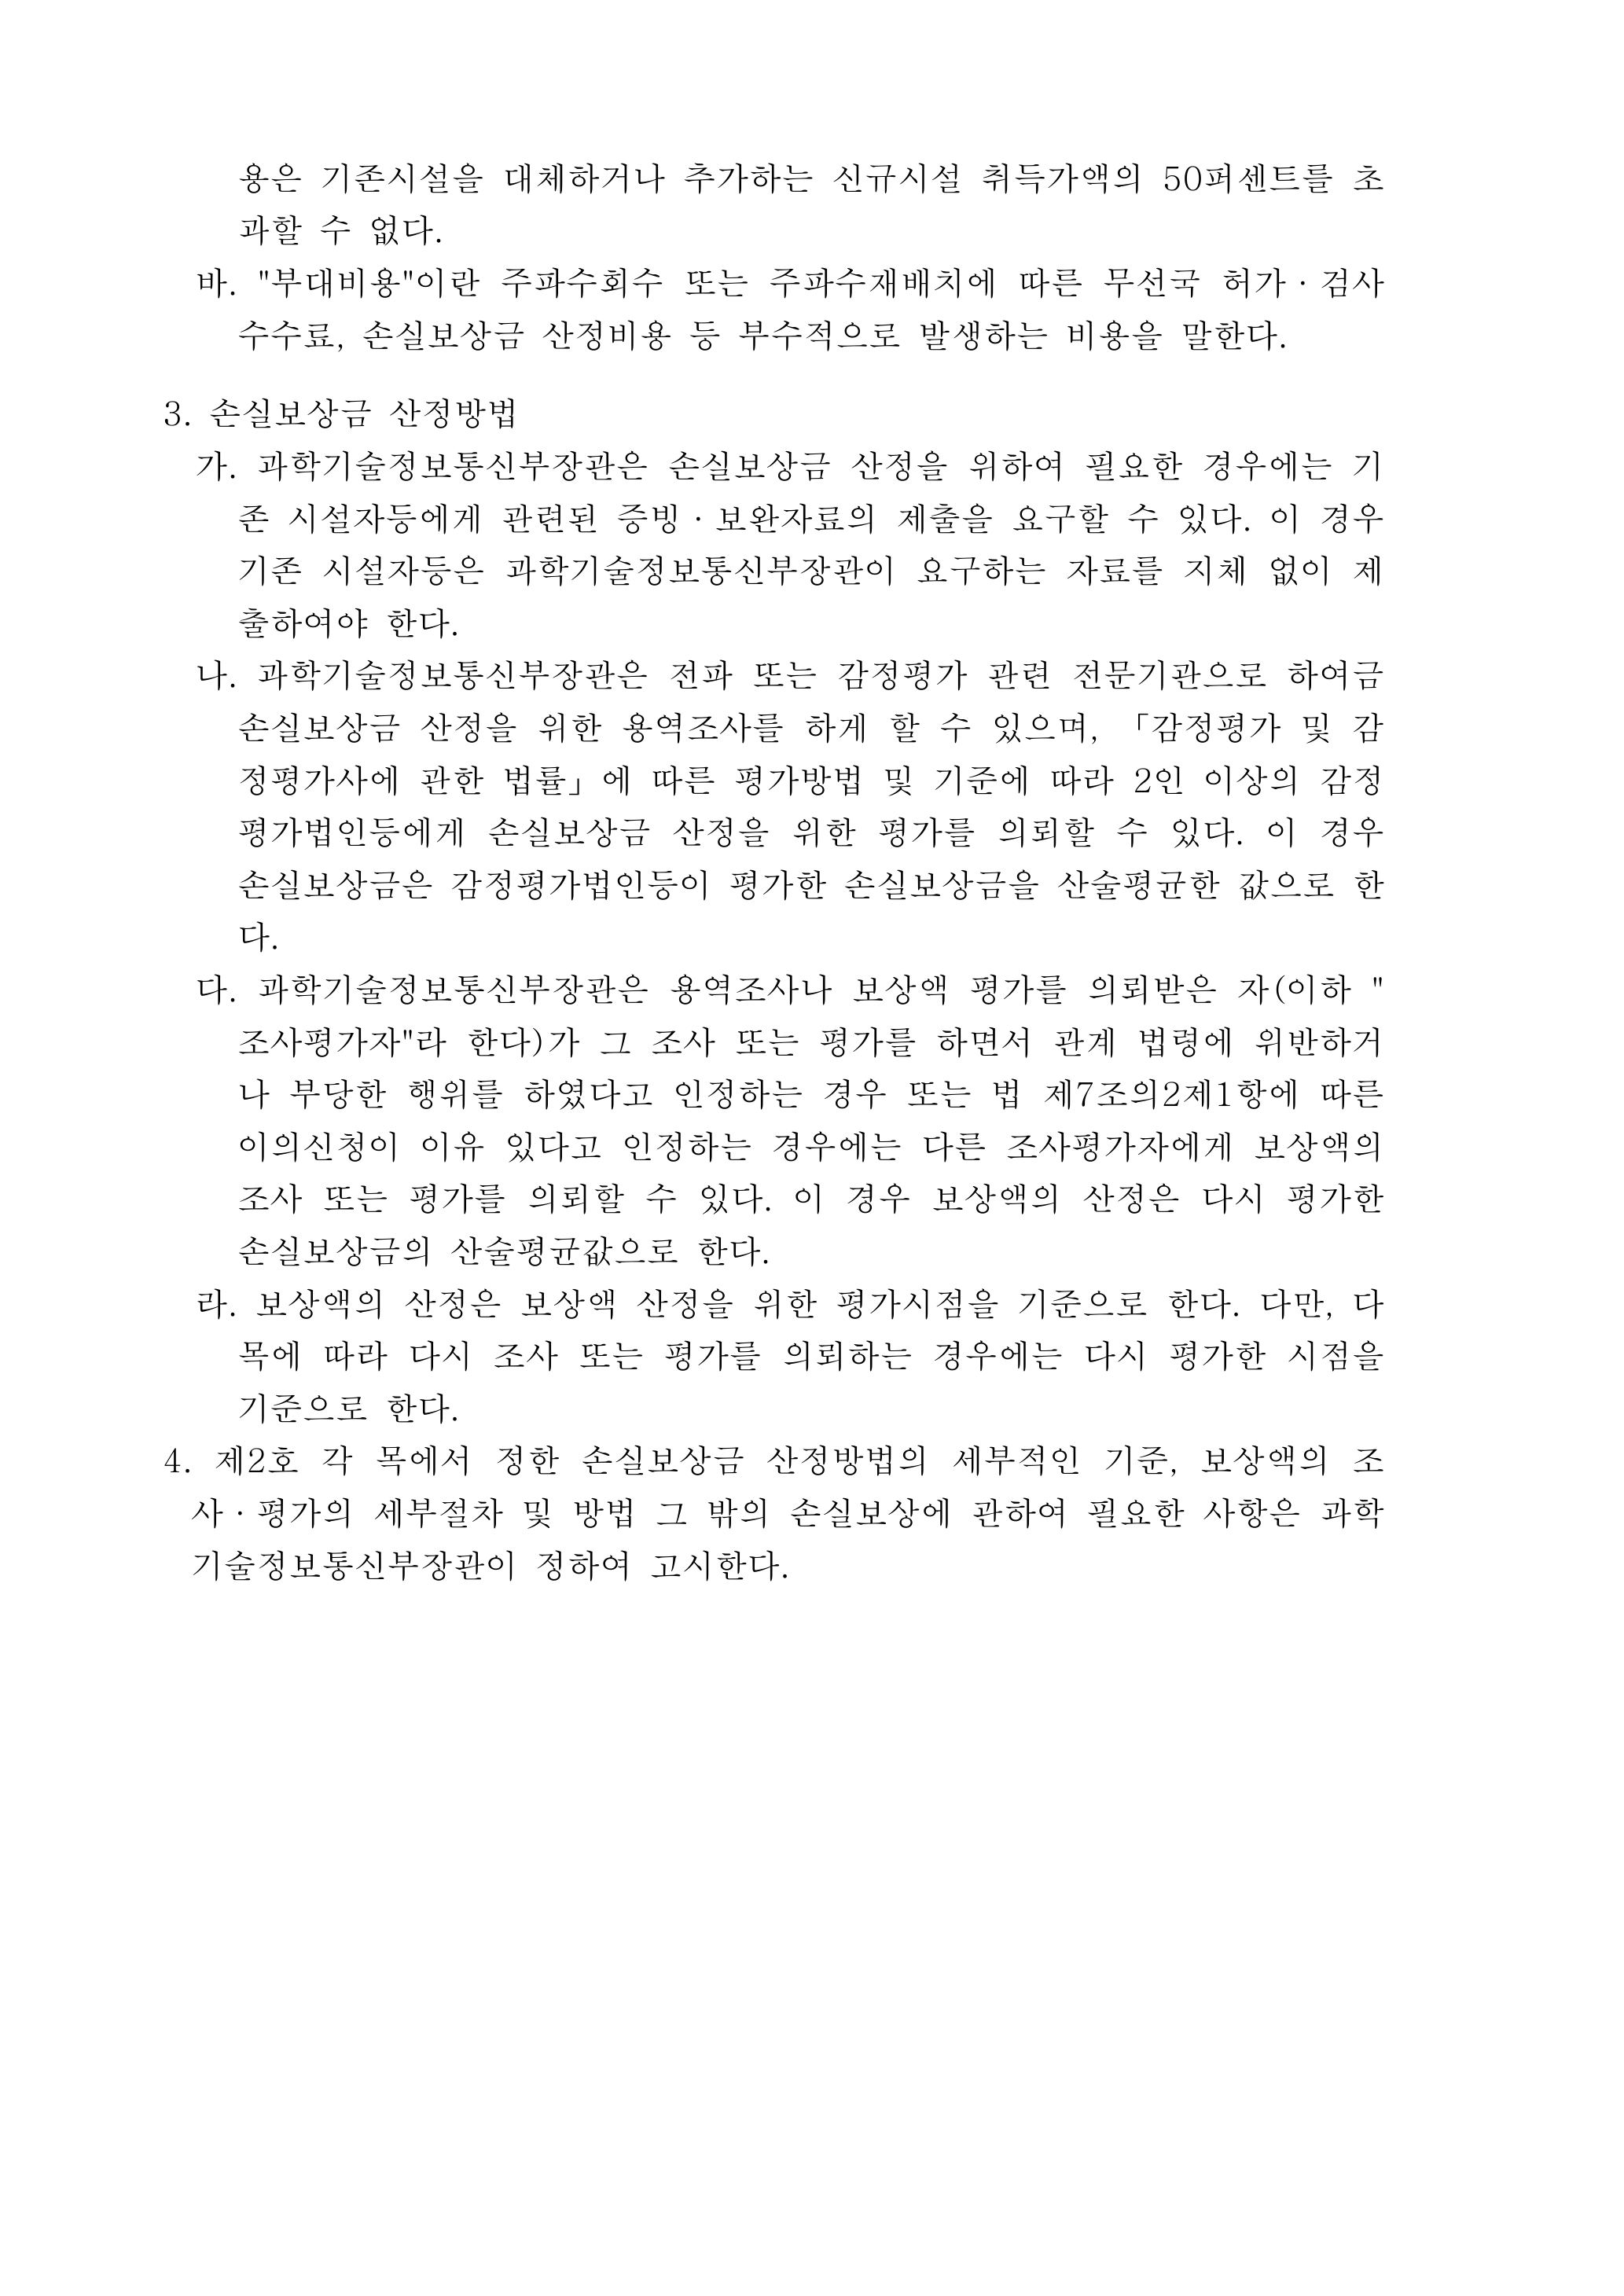 용은 기존시설을 대체하거나 추가하는 신규시설 취득가액의 50퍼센트를 초
과할 수 없다.
바. "부대비용"이란 주파수회수 또는 주파수재배치에 따른 무선국 허가·검사
수수료, 손실보상금 산정비용 등 부수적으로 발생하는 비용을 말한다.
3. 손실보상금 산정방법
가. 과학기술정보통신부장관은 손실보상금 산정을 위하여 필요한 경우에는 기
존 시설자등에게 관련된 증빙·보완자료의 제출을 요구할 수 있다. 이 경우
기존 시설자등은 과학기술정보통신부장관이 요구하는 자료를 지체 없이 제
출하여야 한다.
나. 과학기술정보통신부장관은 전파 또는 감정평가 관련 전문기관으로 하여금
손실보상금 산정을 위한 용역조사를 하게 할 수 있으며, 「감정평가 및 감
정평가사에 관한 법률」에 따른 평가방법 및 기준에 따라 2인 이상의 감정
평가법인등에게 손실보상금 산정을 위한 평가를 의뢰할 수 있다. 이 경우
손실보상금은 감정평가법인등이 평가한 손실보상금을 산술평균한 값으로 한
다.
다. 과학기술정보통신부장관은 용역조사나 보상액 평가를 의뢰받은 자(이하 "
조사평가자"라 한다)가 그 조사 또는 평가를 하면서 관계 법령에 위반하거
나 부당한 행위를 하였다고 인정하는 경우 또는 법 제7조의2제1항에 따른
이의신청이 이유 있다고 인정하는 경우에는 다른 조사평가자에게 보상액의
조사 또는 평가를 의뢰할 수 있다. 이 경우 보상액의 산정은 다시 평가한
손실보상금의 산술평균값으로 한다.
라. 보상액의 산정은 보상액 산정을 위한 평가시점을 기준으로 한다. 다만, 다
목에 따라 다시 조사 또는 평가를 의뢰하는 경우에는 다시 평가한 시점을
기준으로 한다.
4. 제2호 각 목에서 정한 손실보상금 산정방법의 세부적인 기준, 보상액의 조
사·평가의 세부절차 및 방법 그 밖의 손실보상에 관하여 필요한 사항은 과학
기술정보통신부장관이 정하여 고시한다.